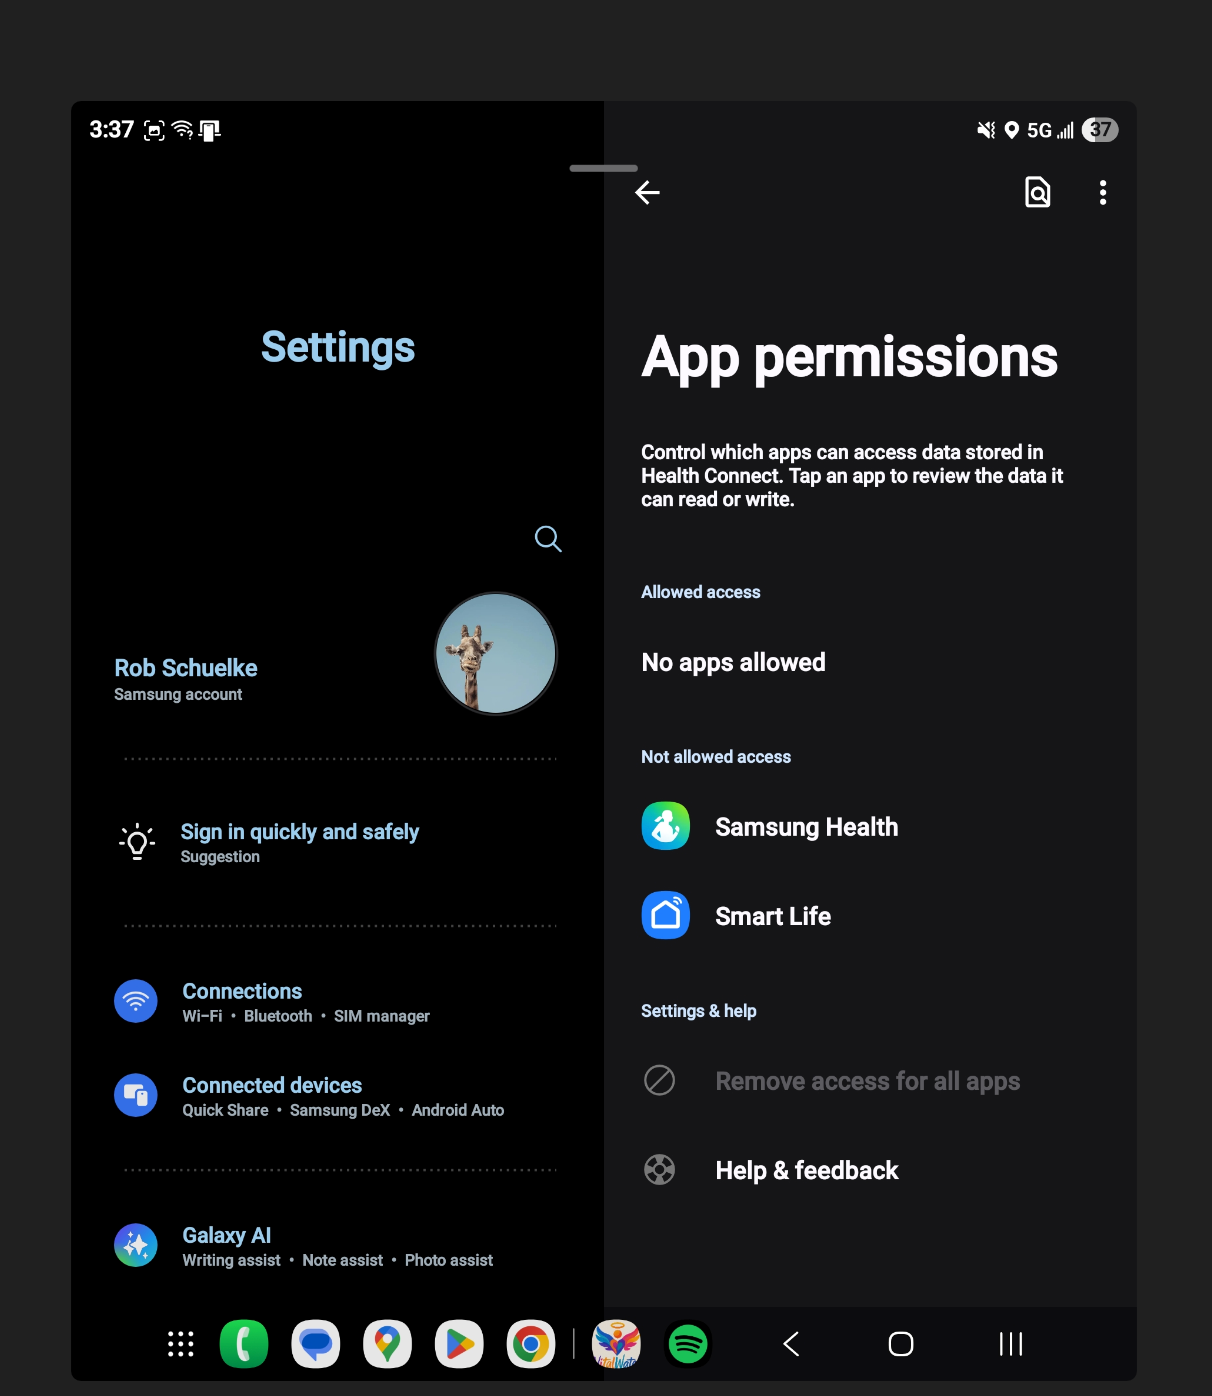 3:37
5G
37
Settings
Rob Schuelke
Samsung account
Sign in quickly and safely
Suggestion
Connections
Wi-Fi • Bluetooth • SIM manager
Connected devices
Quick Share • Samsung DeX • Android Auto
Galaxy AI
Writing assist • Note assist • Photo assist
App permissions
Control which apps can access data stored in
Health Connect. Tap an app to review the data it
can read or write.
Allowed access
No apps allowed
Not allowed access
Samsung Health
Smart Life
Settings & help
Remove access for all apps
Help & feedback